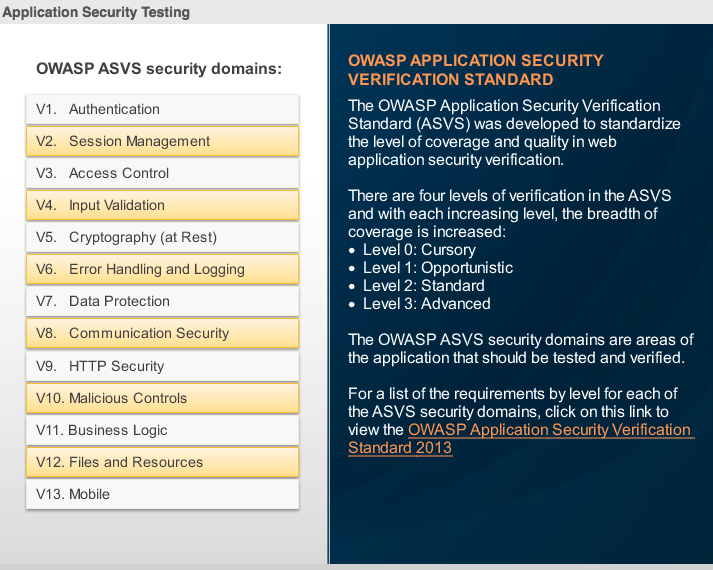 Application Security Testing
OWASP ASVS security domains:
V1. Authentication
V2. Session Management
V3. Access Control
V4. Input Validation
V5. Cryptography (at Rest)
V6. Error Handling and Logging
V7. Data Protection
V8. Communication Security
V9. HTTP Security
V10. Malicious Controls
V11. Business Logic
V12. Files and Resources
V13. Mobile
OWASP APPLICATION SECURITY
VERIFICATION STANDARD
The OWASP Application Security Verification
Standard (ASVS) was developed to standardize
the level of coverage and quality in web
application security verification.
There are four levels of verification in the ASVS
and with each increasing level, the breadth of
coverage is increased:
• Level 0: Cursory
• Level 1: Opportunistic
• Level 2: Standard
• Level 3: Advanced
The OWASP ASVS security domains are areas of
the application that should be tested and verified.
For a list of the requirements by level for each of
the ASVS security domains, click on this link to
view the OWASP Application Security Verification
Standard 2013